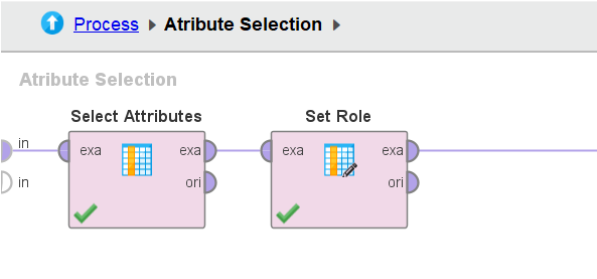 Process Atribute Selection
Atribute Selection
Select Attributes Set Role
in exa exa exa exa
in ori ori